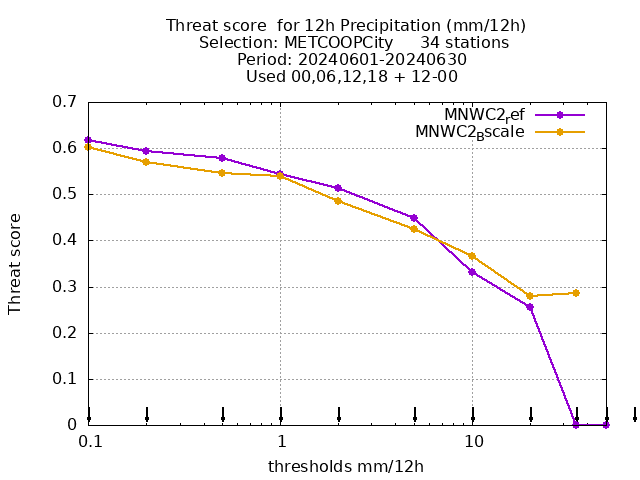 Threat score  for 12h Precipitation (mm/12h)
Selection: METCOOPCity     34 stations
Period: 20240601-20240630
Used 00,06,12,18 + 12-00
MNWC2ref
MNWC2Bscale
0.7
0.6
0.5
0.4
0.3
0.2
0.1
0
Threat score
0.1 1 10
thresholds mm/12h